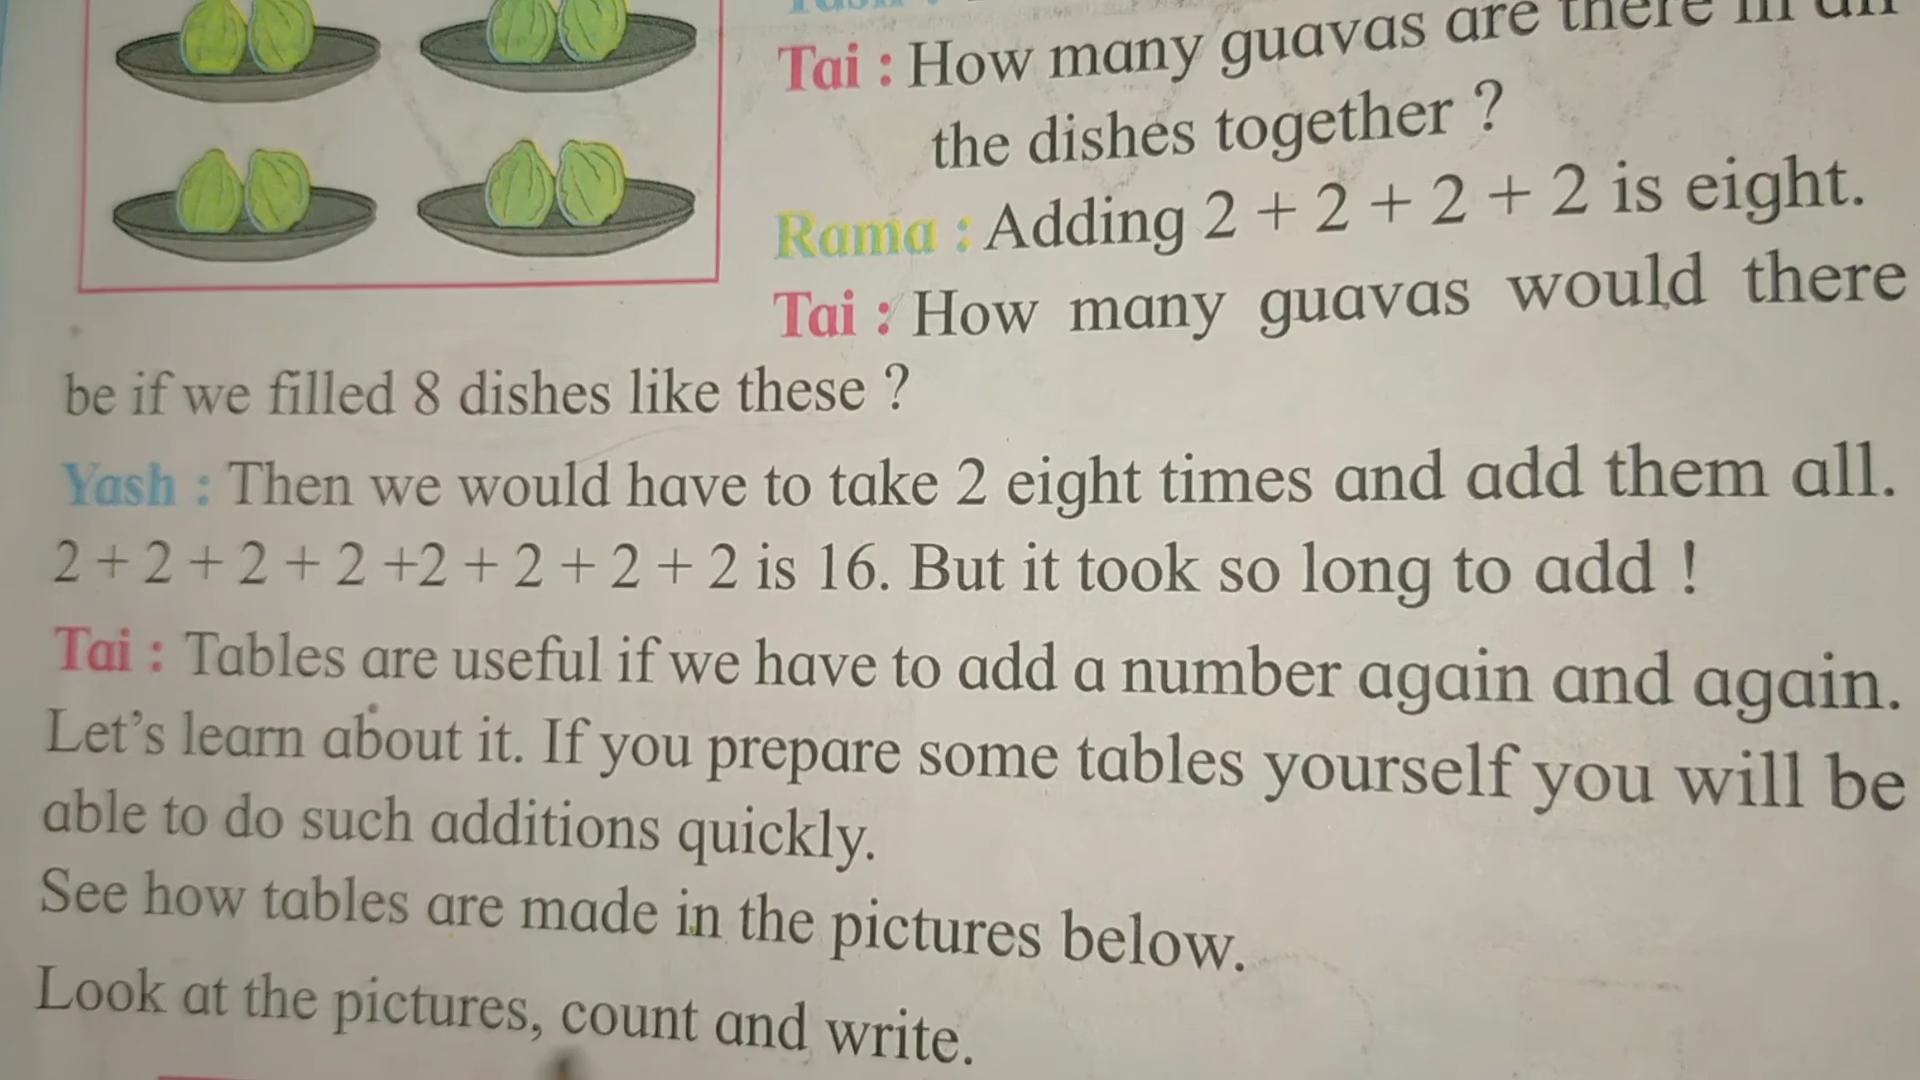 Tai : How many guavas are there in all
the dishes together ?
Rama : Adding 2 + 2 + 2 + 2 is eight.
Tai : How many guavas would there
be if we filled 8 dishes like these ?
Yash : Then we would have to take 2 eight times and add them all.
2 + 2 + 2 + 2 +2 + 2 + 2 + 2 is 16. But it took so long to add !
Tai : Tables are useful if we have to add a number again and again.
Let's learn about it. If you prepare some tables yourself you will be
able to do such additions quickly.
See how tables are made in the pictures below.
Look at the pictures, count and write.